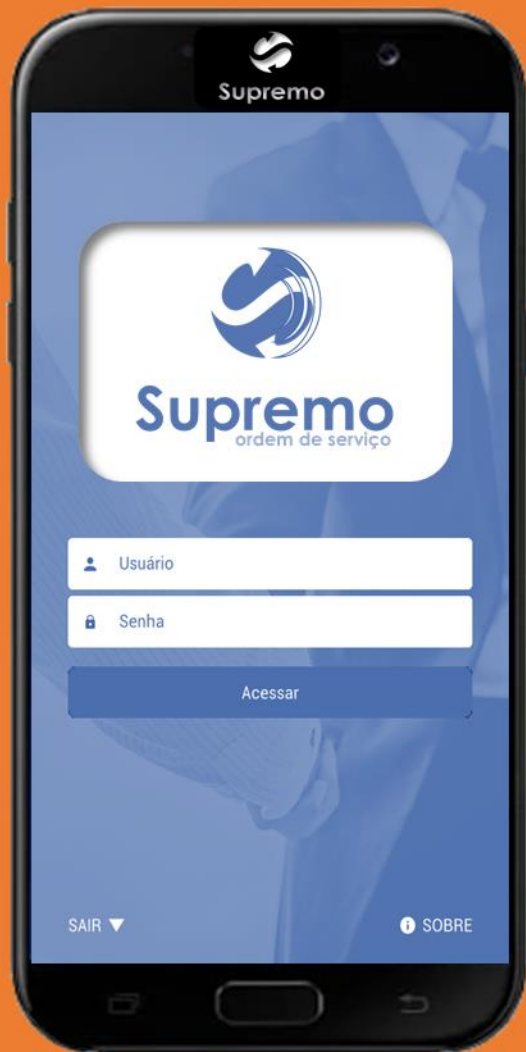 Supremo
Supremo
ordem de serviço
Usuário
Senha
Acessar
SAIR
SOBRE